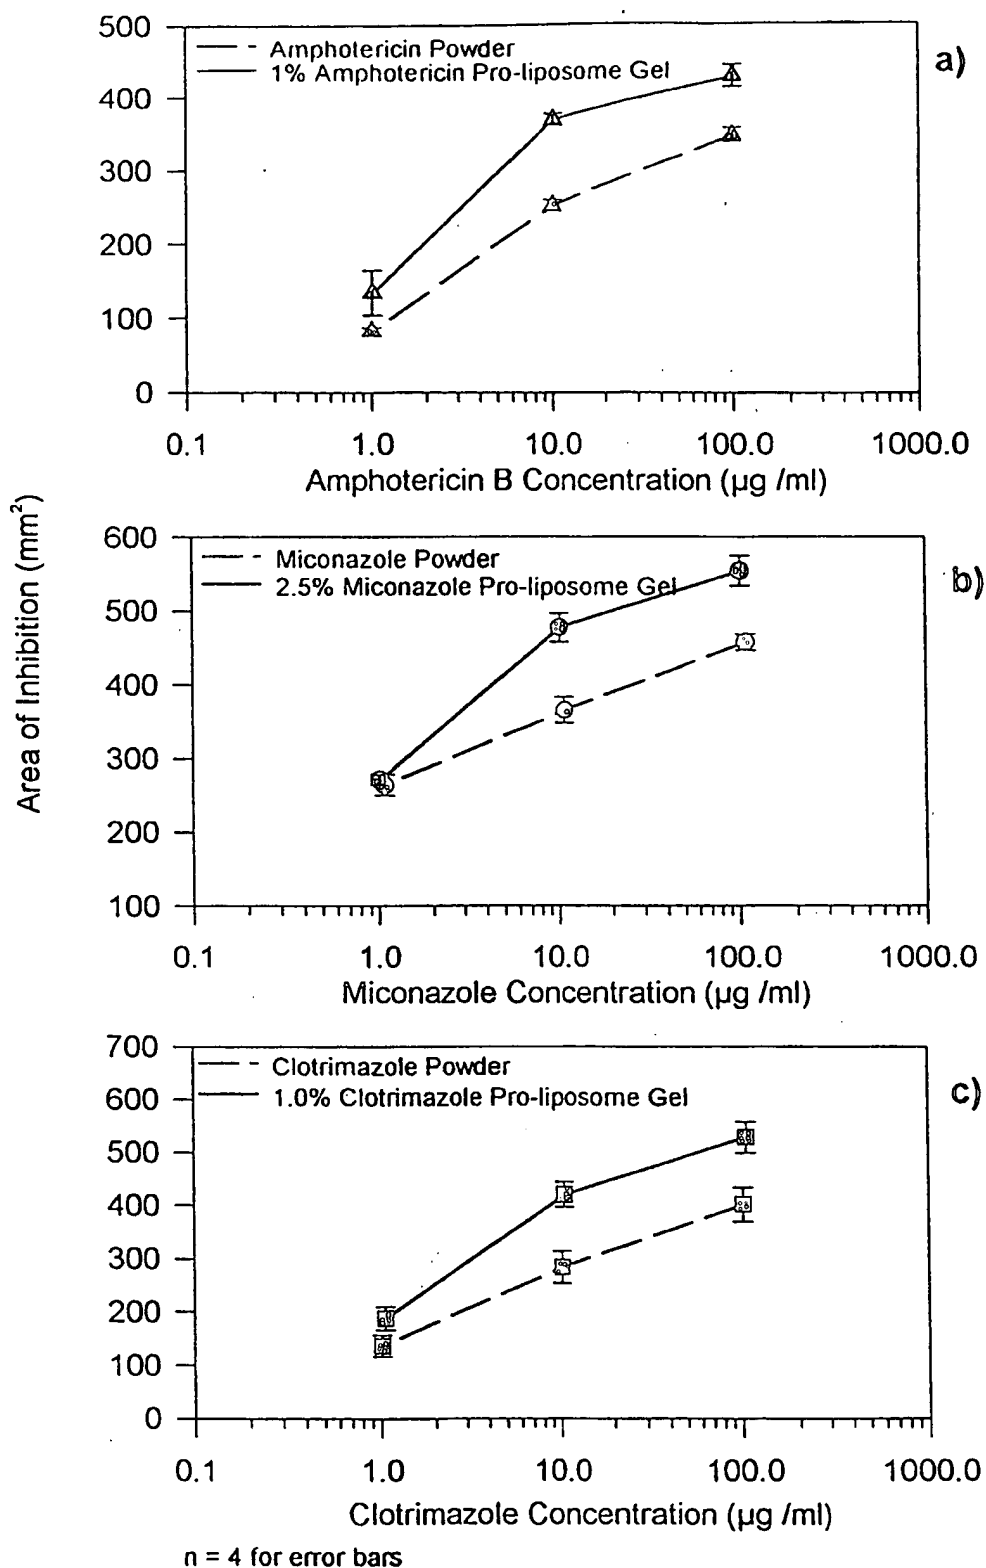 500
400
300
200
100
0
Amphotericin Powder
1% Amphotericin Pro-liposome Gel
a)
0.1 1.0 10.0 100.0 1000.0
Amphotericin B Concentration (µg /ml)
Area of Inhibition (mm²)
600
500
400
300
200
100
Miconazole Powder
2.5% Miconazole Pro-liposome Gel
b)
0.1 1.0 10.0 100.0 1000.0
Miconazole Concentration (µg /ml)
700
600
500
400
300
200
100
0
Clotrimazole Powder
1.0% Clotrimazole Pro-liposome Gel
c)
0.1 1.0 10.0 100.0 1000.0
Clotrimazole Concentration (µg /ml)
n = 4 for error bars